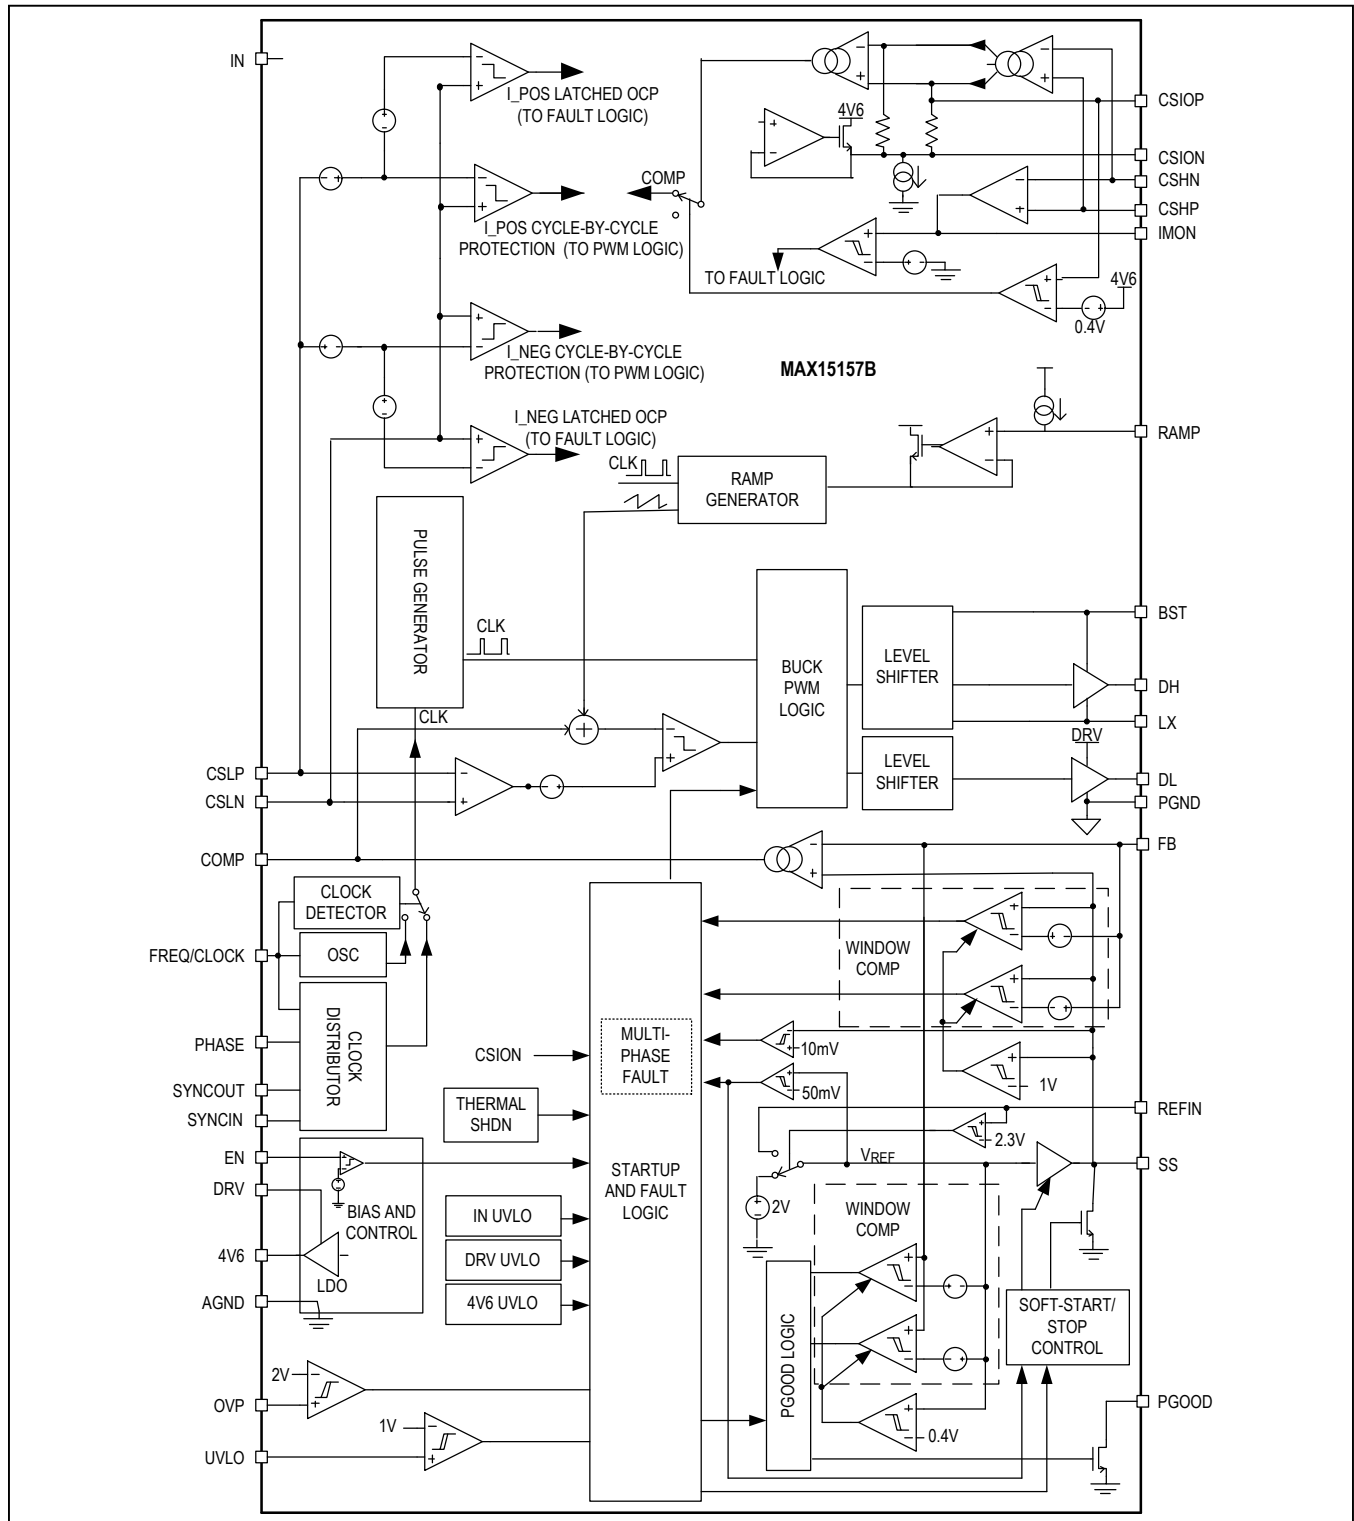 IN
I_POS LATCHED OCP
(TO FAULT LOGIC)
4V6
CSIOP
CSION
COMP
CSHN
CSHP
I_POS CYCLE-BY-CYCLE
PROTECTION (TO PWM LOGIC)
IMON
TO FAULT LOGIC
4V6
0.4V
I_NEG CYCLE-BY-CYCLE
PROTECTION (TO PWM LOGIC)
MAX15157B
I_NEG LATCHED OCP
(TO FAULT LOGIC)
RAMP
CLK
RAMP
GENERATOR
PULSE GENERATOR
CLK
BUCK
PWM
LOGIC
LEVEL
SHIFTER
BST
DH
LX
CLK
DRV
LEVEL
SHIFTER
CSLP
CSLN
DL
PGND
COMP
FB
CLOCK
DETECTOR
FREQ/CLOCK
OSC
WINDOW
COMP
CLOCK
DISTRIBUTOR
PHASE
SYNCOUT
SYNCIN
CSION
MULTI-
PHASE
FAULT
10mV
50mV
1V
THERMAL
SHDN
REFIN
2.3V
EN
DRV
BIAS AND
CONTROL
4V6
LDO
AGND
STARTUP
AND FAULT
LOGIC
VREF
SS
2V
WINDOW
COMP
IN UVLO
DRV UVLO
4V6 UVLO
PGOOD LOGIC
SOFT-START/
STOP
CONTROL
2V
OVP
1V
UVLO
0.4V
PGOOD